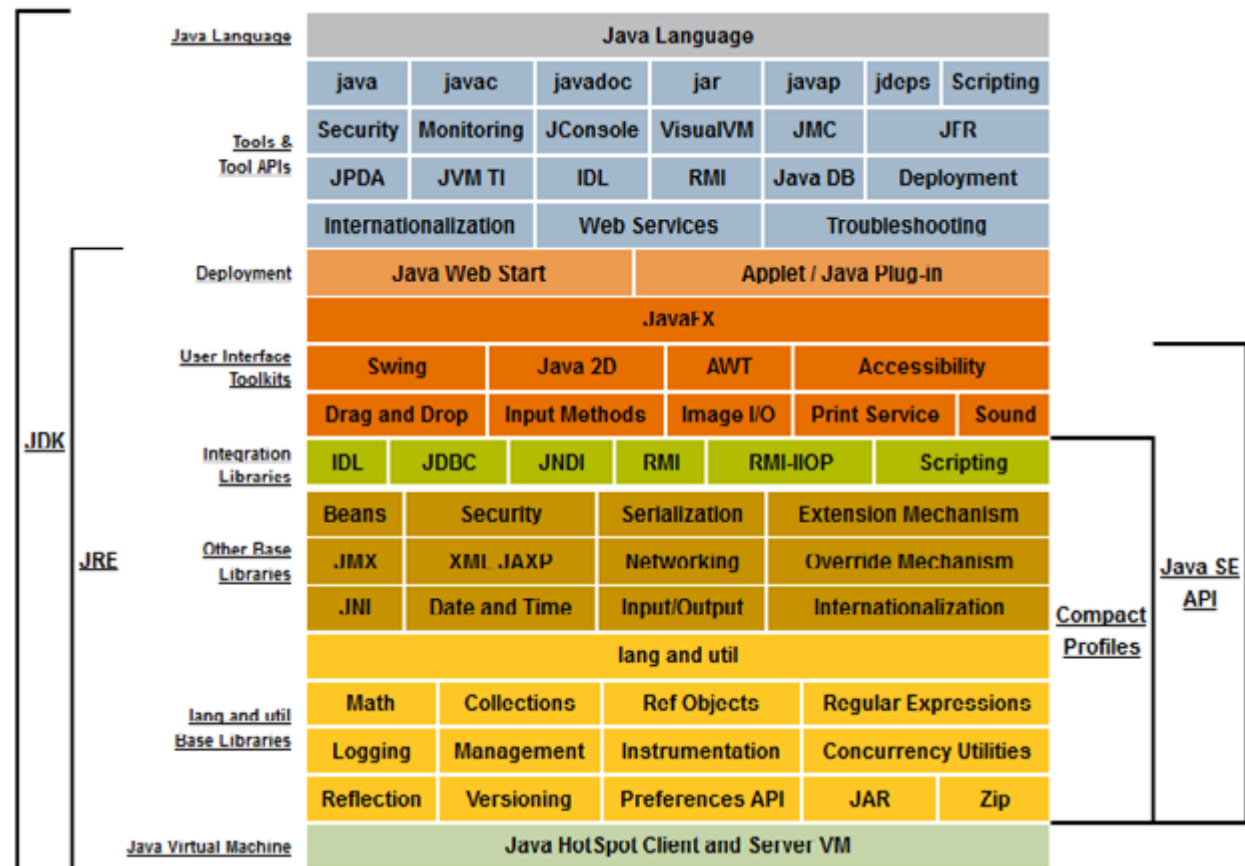 Java Language Java Language
java javac javadoc jar javap jdeps Scripting
Tools & Tool APIs
Security Monitoring JConsole VisualVM JMC JFR
JPDA JVM TI IDL RMI Java DB Deployment
Internationalization Web Services Troubleshooting
Deployment Java Web Start Applet / Java Plug-in
JavaFX
User Interface Toolkits
Swing Java 2D AWT Accessibility
Drag and Drop Input Methods Image I/O Print Service Sound
JDK
Integration Libraries
IDL JDBC JNDI RMI RMI-IIOP Scripting
Beans Security Serialization Extension Mechanism
JRE
Other Base Libraries
JMX XML JAXP Networking Override Mechanism
Java SE API
JNI Date and Time Input/Output Internationalization
Compact Profiles
lang and util
lang and util Base Libraries
Math Collections Ref Objects Regular Expressions
Logging Management Instrumentation Concurrency Utilities
Reflection Versioning Preferences API JAR Zip
Java Virtual Machine Java HotSpot Client and Server VM